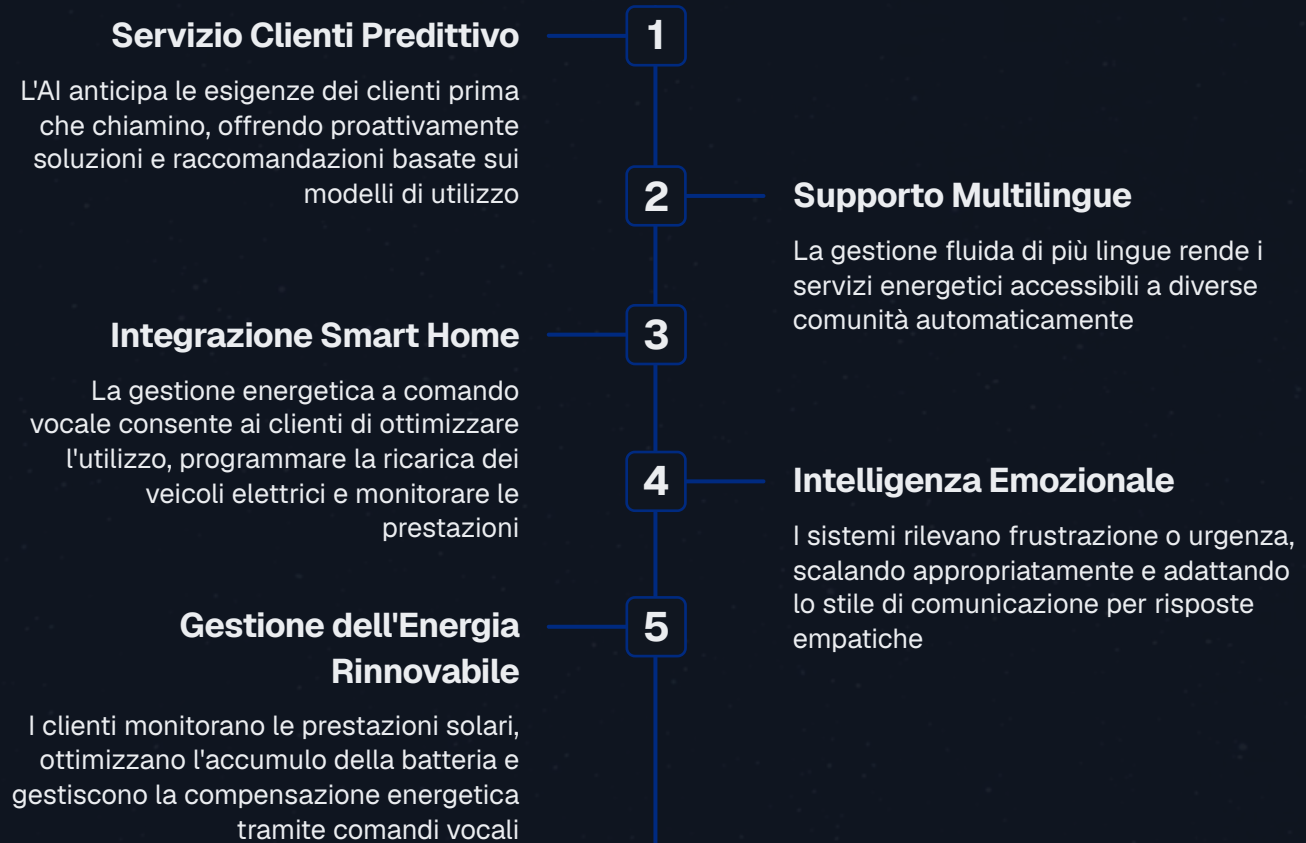 Servizio Clienti Predittivo
1
L'AI anticipa le esigenze dei clienti prima
che chiamino, offrendo proattivamente
soluzioni e raccomandazioni basate sui
modelli di utilizzo
2
Supporto Multilingue
La gestione fluida di più lingue rende i
servizi energetici accessibili a diverse
comunità automaticamente
Integrazione Smart Home
3
La gestione energetica a comando
vocale consente ai clienti di ottimizzare
l'utilizzo, programmare la ricarica dei
veicoli elettrici e monitorare le
prestazioni
4
Intelligenza Emozionale
I sistemi rilevano frustrazione o urgenza,
scalando appropriatamente e adattando
lo stile di comunicazione per risposte
empatiche
Gestione dell'Energia
Rinnovabile
5
I clienti monitorano le prestazioni solari,
ottimizzano l'accumulo della batteria e
gestiscono la compensazione energetica
tramite comandi vocali